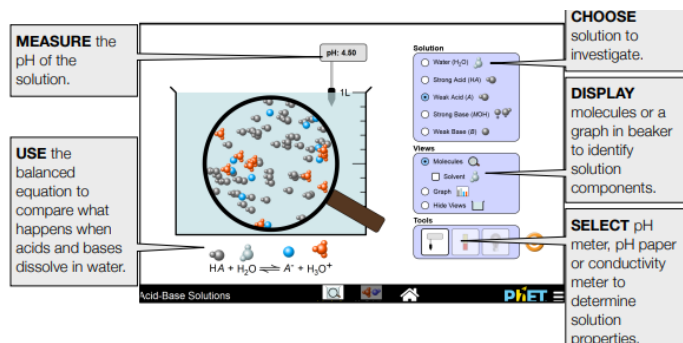 MEASURE the
pH of the
solution.
USE the
balanced
equation to
compare what
happens when
acids and bases
dissolve in water.
pH: 4.50
1L
HA + H₂O ⇌ A⁻ + H₃O⁺
Solution
Water (H₂O)
Strong Acid (HA)
Weak Acid (A)
Strong Base (MOH)
Weak Base (B)
Views
Molecules
Solvent
Graph
Hide Views
Tools
Acid-Base Solutions
PhET
CHOOSE
solution to
investigate.
DISPLAY
molecules or a
graph in beaker
to identify
solution
components.
SELECT pH
meter, pH paper
or conductivity
meter to
determine
solution
properties.